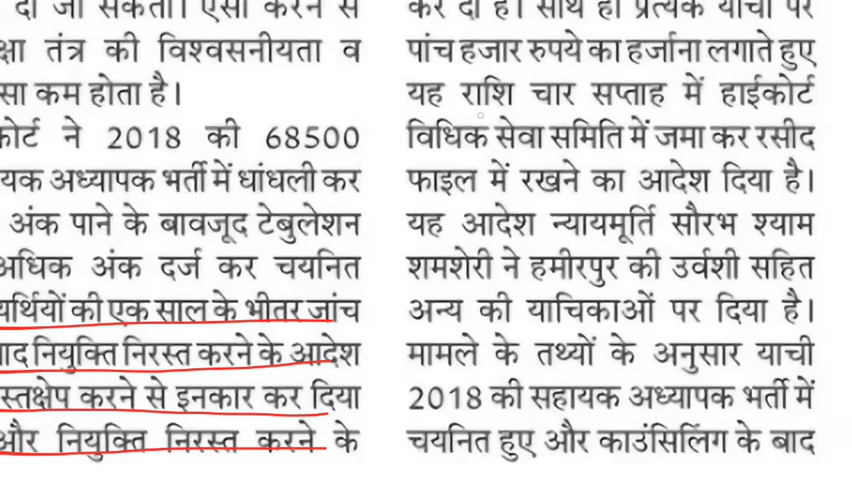 दी जा सकती। ऐसा करने से
क्षा तंत्र की विश्वसनीयता व
सा कम होता है।
कोर्ट ने 2018 की 68500
यक अध्यापक भर्ती में धांधली कर
अंक पाने के बावजूद टेबुलेशन
अधिक अंक दर्ज कर चयनित
यर्थियों की एक साल के भीतर जांच
बाद नियुक्ति निरस्त करने के आदेश
स्तक्षेप करने से इनकार कर दिया
और नियुक्ति निरस्त करने के
कर दी है। साथ ही प्रत्येक याची पर
पांच हजार रुपये का हर्जाना लगाते हुए
यह राशि चार सप्ताह में हाईकोर्ट
विधिक सेवा समिति में जमा कर रसीद
फाइल में रखने का आदेश दिया है।
यह आदेश न्यायमूर्ति सौरभ श्याम
शमशेरी ने हमीरपुर की उर्वशी सहित
अन्य की याचिकाओं पर दिया है।
मामले के तथ्यों के अनुसार याची
2018 की सहायक अध्यापक भर्ती में
चयनित हुए और काउंसिलिंग के बाद